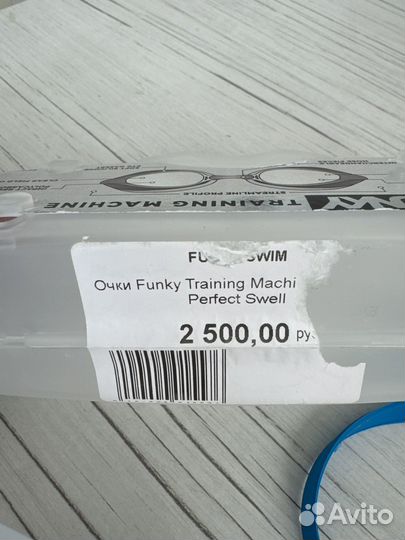 STREAMLINE PROFILE
TRAINING MACHINE
FU SWIM
Очки Funky Training Machi
Perfect Swell
2 500,00 ру
Avito